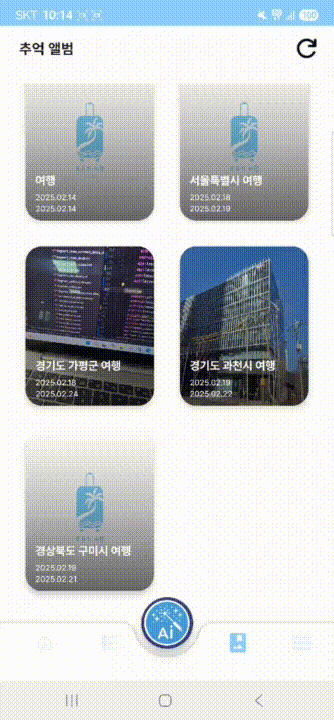 SKT 10:14
100
추억 앨범
여행
2025.02.14
2025.02.14
서울특별시 여행
2025.02.18
2025.02.19
경기도 가평군 여행
2025.02.18
2025.02.24
경기도 과천시 여행
2025.02.19
2025.02.22
경상북도 구미시 여행
2025.02.19
2025.02.21
Ai